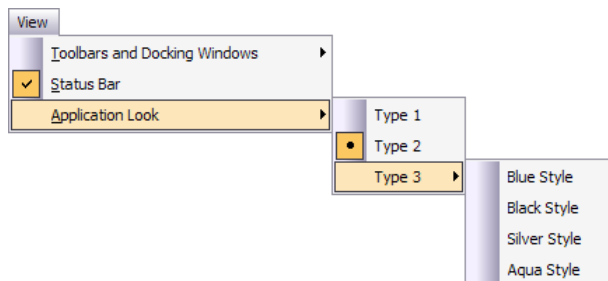 View
Toolbars and Docking Windows
Status Bar
Application Look
Type 1
Type 2
Type 3
Blue Style
Black Style
Silver Style
Aqua Style